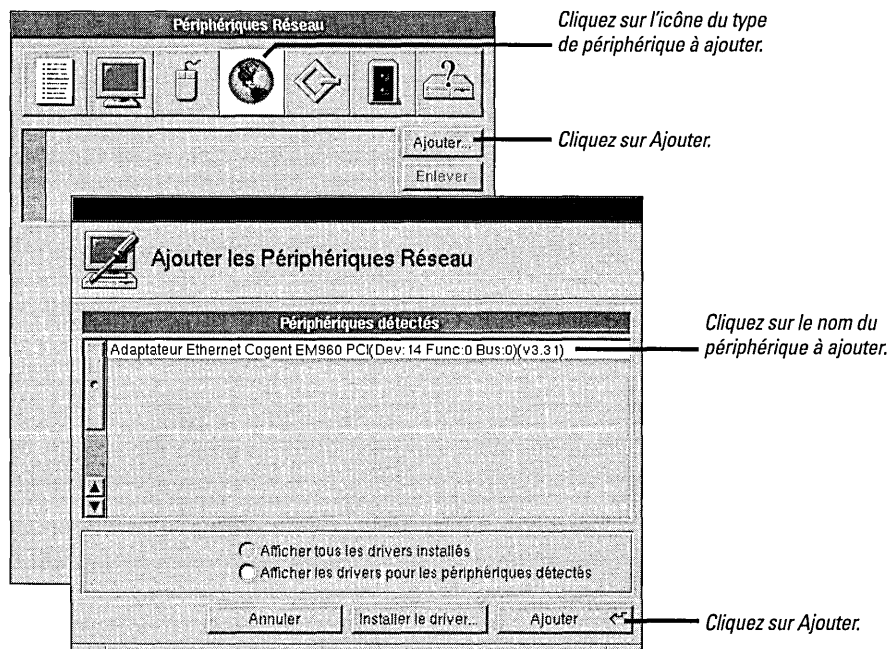 Périphériques Réseau
Cliquez sur l'icône du type
de périphérique à ajouter.
?
Ajouter...
Cliquez sur Ajouter.
Enlever
Ajouter les Périphériques Réseau
Périphériques détectés
Adaptateur Ethernet Cogent EM960 PCI(Dev:14 Func:0 Bus:0)(v3.31)
Cliquez sur le nom du
périphérique à ajouter.
Afficher tous les drivers installés
Afficher les drivers pour les périphériques détectés
Annuler
Installer le driver...
Ajouter
Cliquez sur Ajouter.